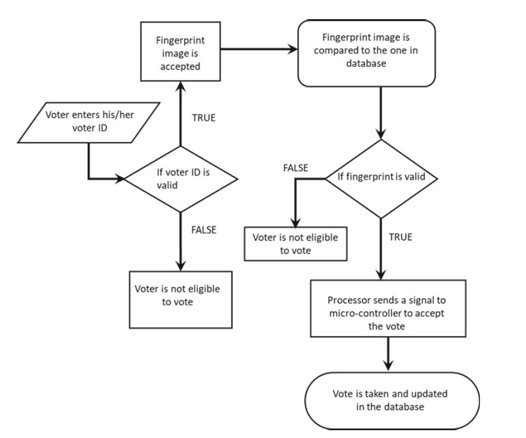 Fingerprint
image is
accepted
Fingerprint image is
compared to the one in
database
Voter enters his/her
voter ID
TRUE
If voter ID is
valid
FALSE
If fingerprint is valid
FALSE
Voter is not eligible
to vote
TRUE
Voter is not eligible
to vote
Processor sends a signal to
micro-controller to accept
the vote
Vote is taken and updated
in the database